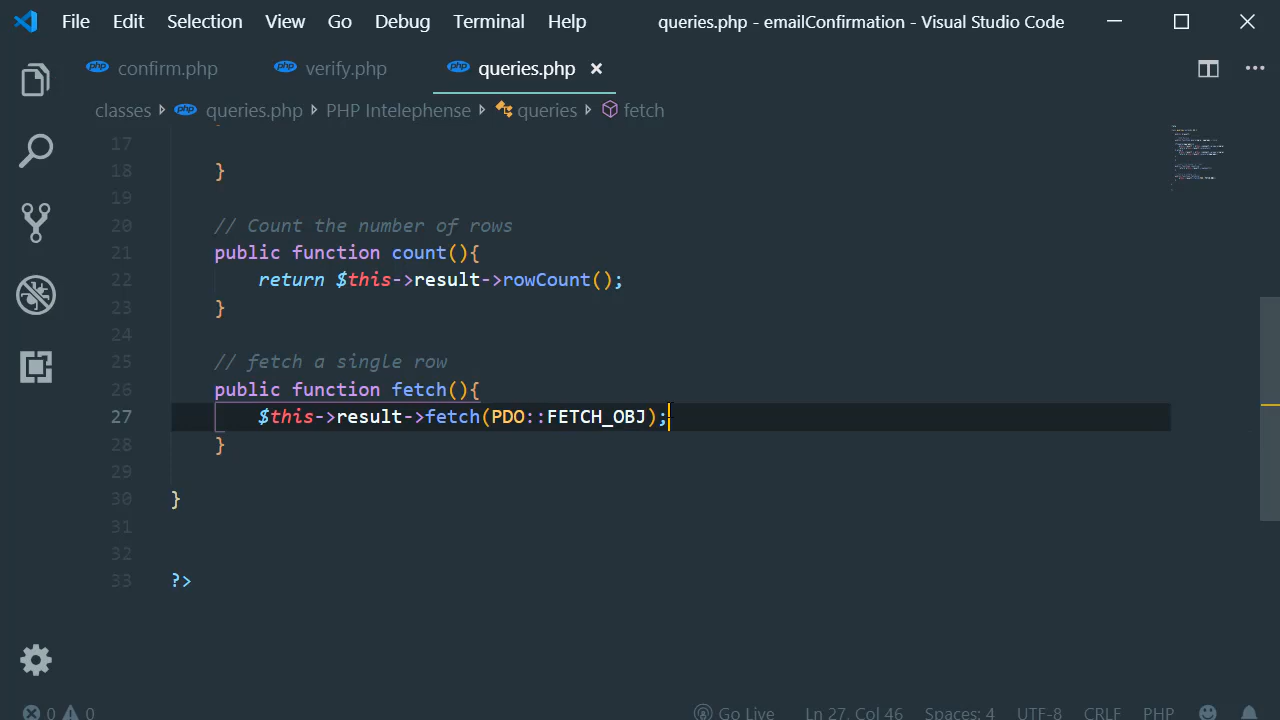 File Edit Selection View Go Debug Terminal Help queries.php - emailConfirmation - Visual Studio Code
php confirm.php php verify.php php queries.php
classes php queries.php PHP Intelephense queries fetch
17
18 }
19
20 // Count the number of rows
21 public function count(){
22 return $this->result->rowCount();
23 }
24
25 // fetch a single row
26 public function fetch(){
27 $this->result->fetch(PDO::FETCH_OBJ);
28 }
29
30 }
31
32
33 ?>
0 0 Go Live Ln 27, Col 46 Spaces: 4 UTF-8 CRLF PHP